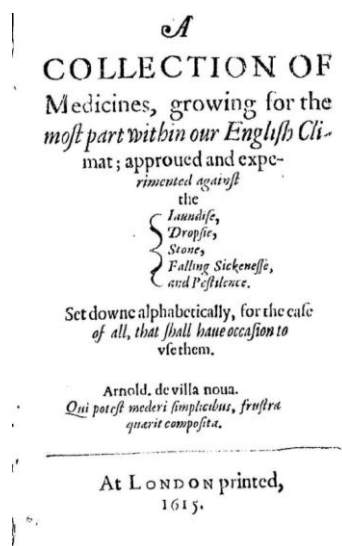 A
COLLECTION OF
Medicines, growing for the
moſt part within our Engliſh Cli-
mat; approued and expe-
rimented againſt
the
Iaundiſe,
Dropſie,
Stone,
Falling Sickeneſſe,
and Peſtilence.
Set downe alphabetically, for the eaſe
of all, that ſhall haue occaſion to
vſe them.
Arnold. de villa noua.
Qui poteſt mederi ſimplicibus, fruſtra
quærit compoſita.
At LONDON printed,
1615.